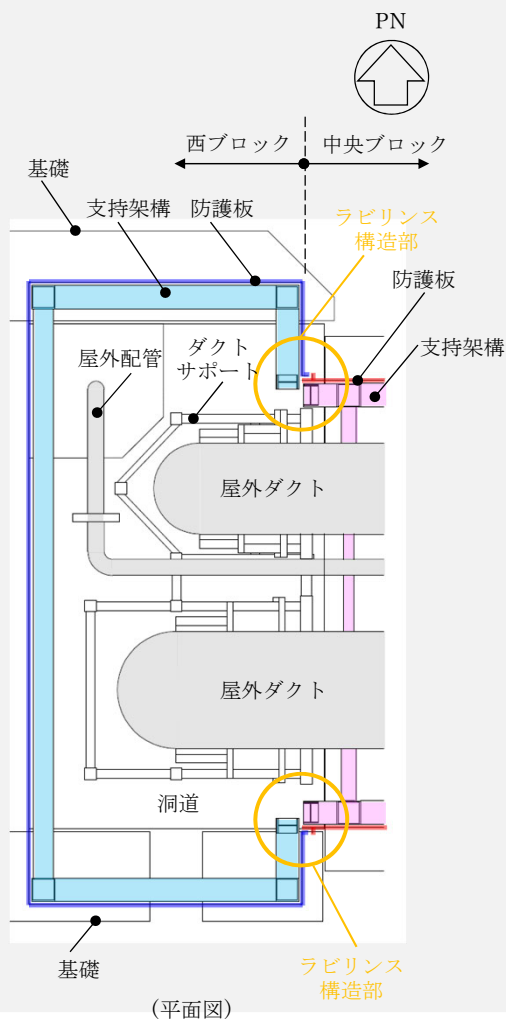 PN
西ブロック
中央ブロック
基礎
支持架構
防護板
ラビリンス
構造部
防護板
支持架構
屋外配管
ダクト
サポート
屋外ダクト
屋外ダクト
洞道
基礎
ラビリンス
構造部
(平面図)